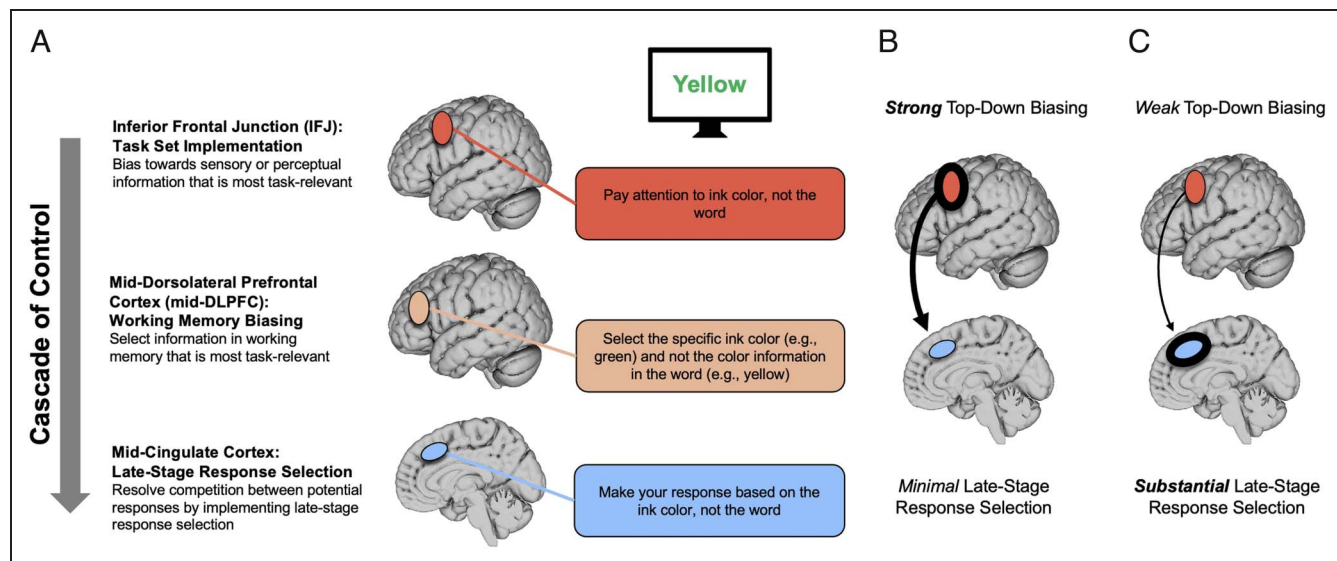 A
Cascade of Control
Inferior Frontal Junction (IFJ):
Task Set Implementation
Bias towards sensory or perceptual
information that is most task-relevant
Yellow
Pay attention to ink color, not the
word
Mid-Dorsolateral Prefrontal
Cortex (mid-DLPFC):
Working Memory Biasing
Select information in working
memory that is most task-relevant
Select the specific ink color (e.g.,
green) and not the color information
in the word (e.g., yellow)
Mid-Cingulate Cortex:
Late-Stage Response Selection
Resolve competition between potential
responses by implementing late-stage
response selection
Make your response based on the
ink color, not the word
B
Strong Top-Down Biasing
Minimal Late-Stage
Response Selection
C
Weak Top-Down Biasing
Substantial Late-Stage
Response Selection